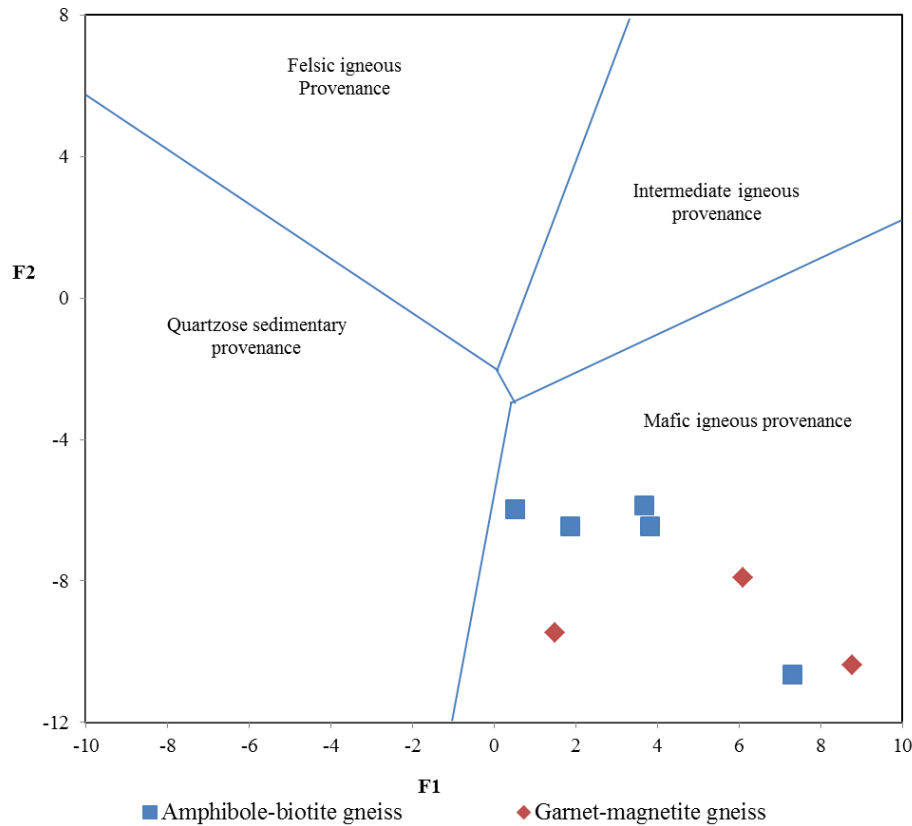 8
Felsic igneous
Provenance
4
Intermediate igneous
provenance
F2
0
Quartzose sedimentary
provenance
-4
Mafic igneous provenance
-8
-12
-10 -8 -6 -4 -2 0 2 4 6 8 10
F1
Amphibole-biotite gneiss Garnet-magnetite gneiss